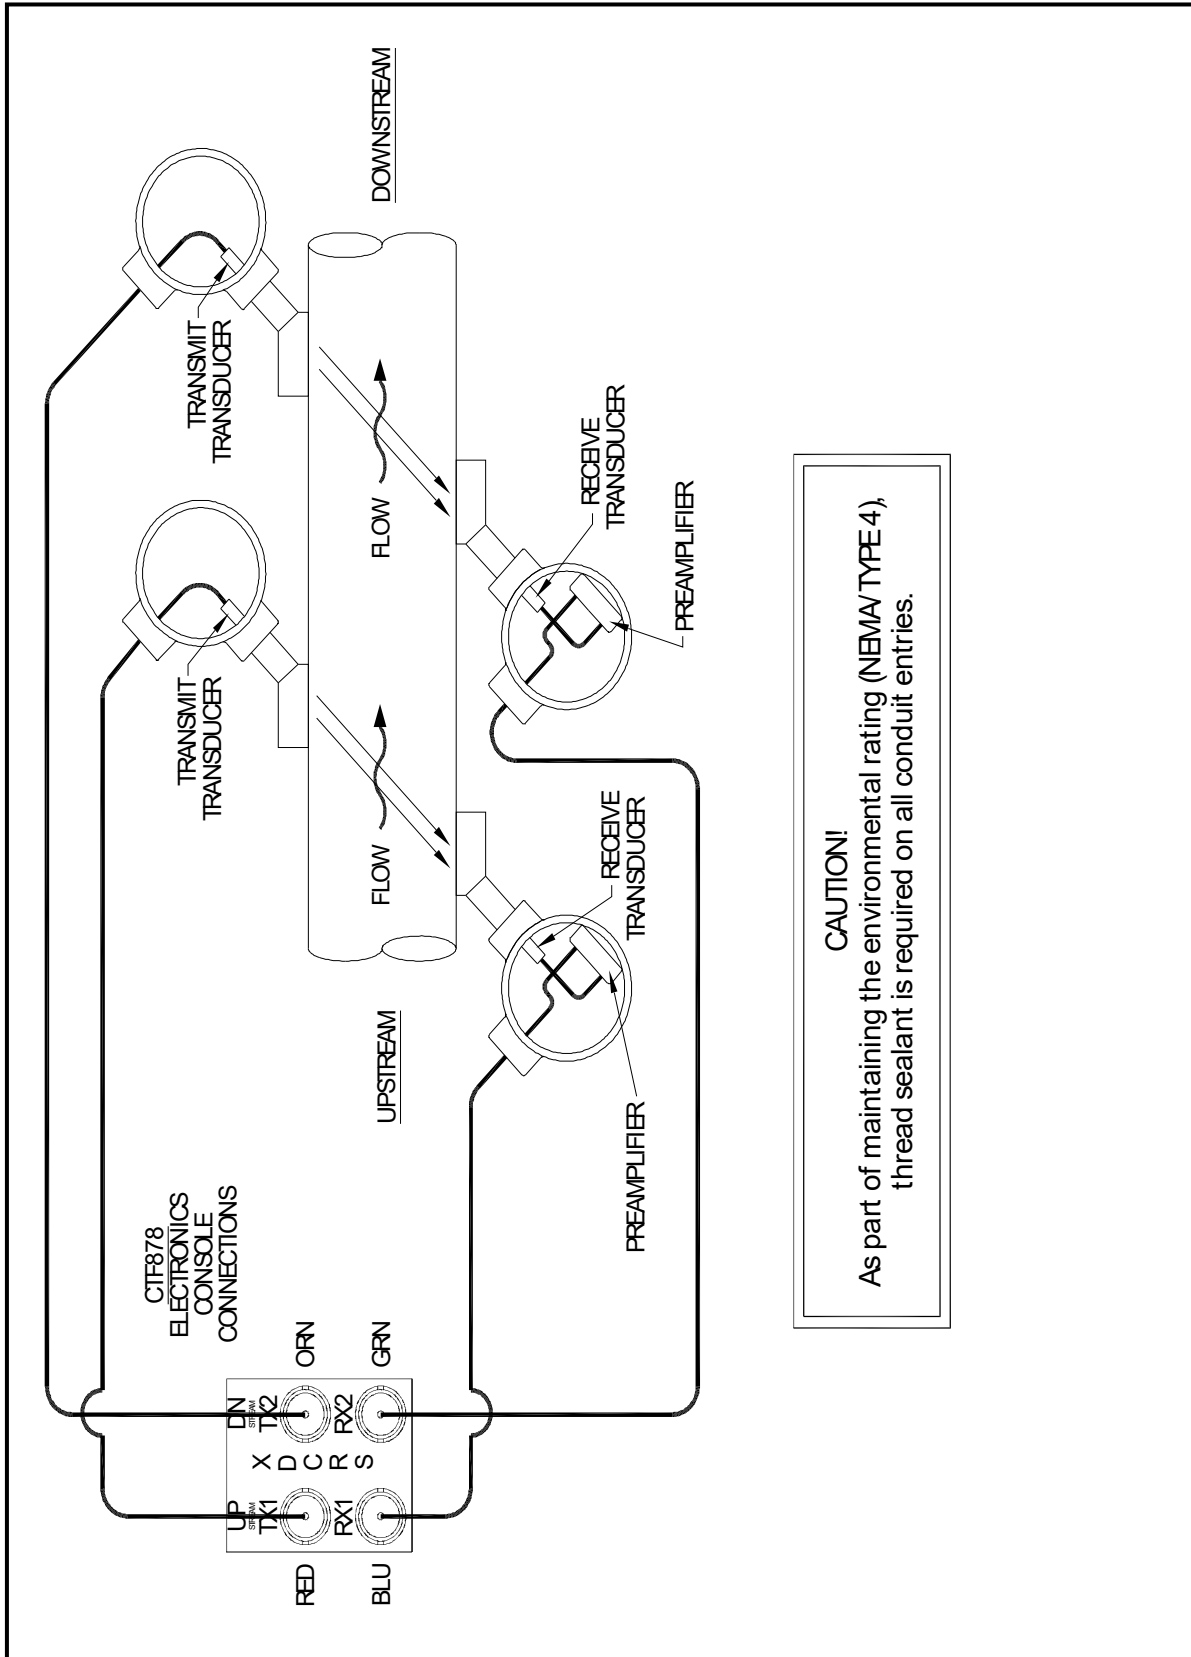 DOWNSTREAM
TRANSMIT
TRANSDUCER
TRANSMIT
TRANSDUCER
FLOW
FLOW
RECEIVE
TRANSDUCER
PREAMPLIFIER
RECEIVE
TRANSDUCER
PREAMPLIFIER
UPSTREAM
CTF878
ELECTRONICS
CONSOLE
CONNECTIONS
UP
STREAM
TX1
DN
STREAM
TX2
X
D
C
R
S
RX1
RX2
RED
ORN
BLU
GRN
CAUTION!
As part of maintaining the environmental rating (NEMA/TYPE 4),
thread sealant is required on all conduit entries.